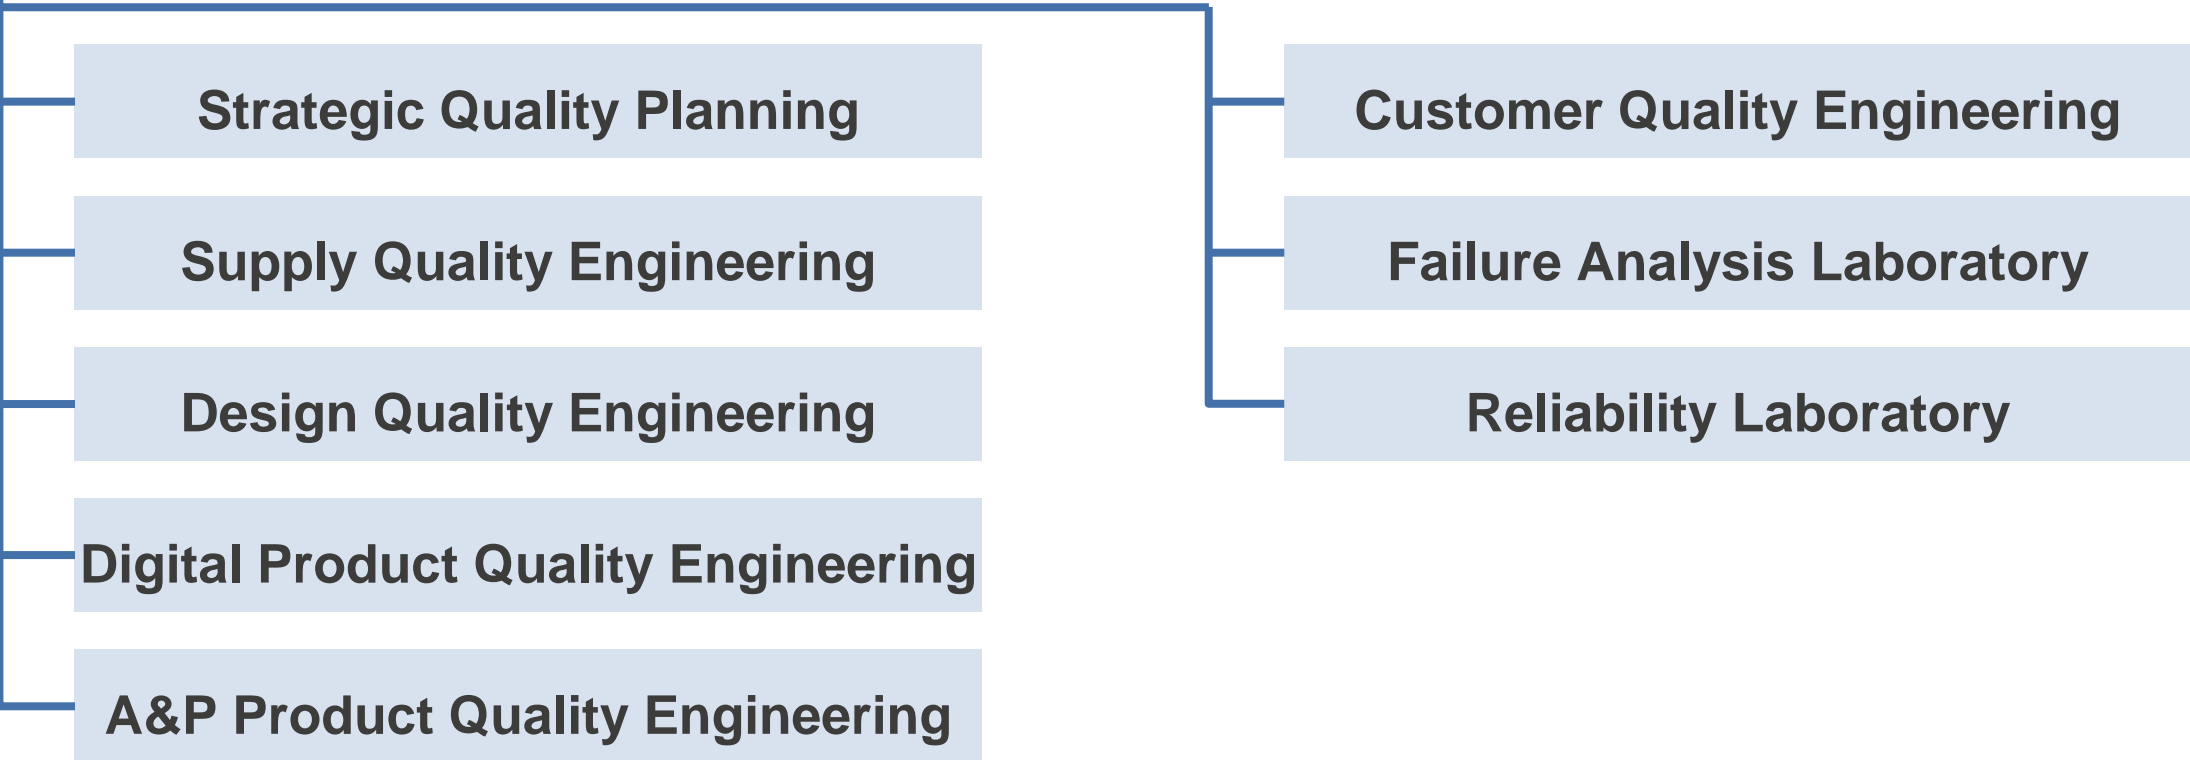 Strategic Quality Planning
Supply Quality Engineering
Design Quality Engineering
Digital Product Quality Engineering
A&P Product Quality Engineering
Customer Quality Engineering
Failure Analysis Laboratory
Reliability Laboratory